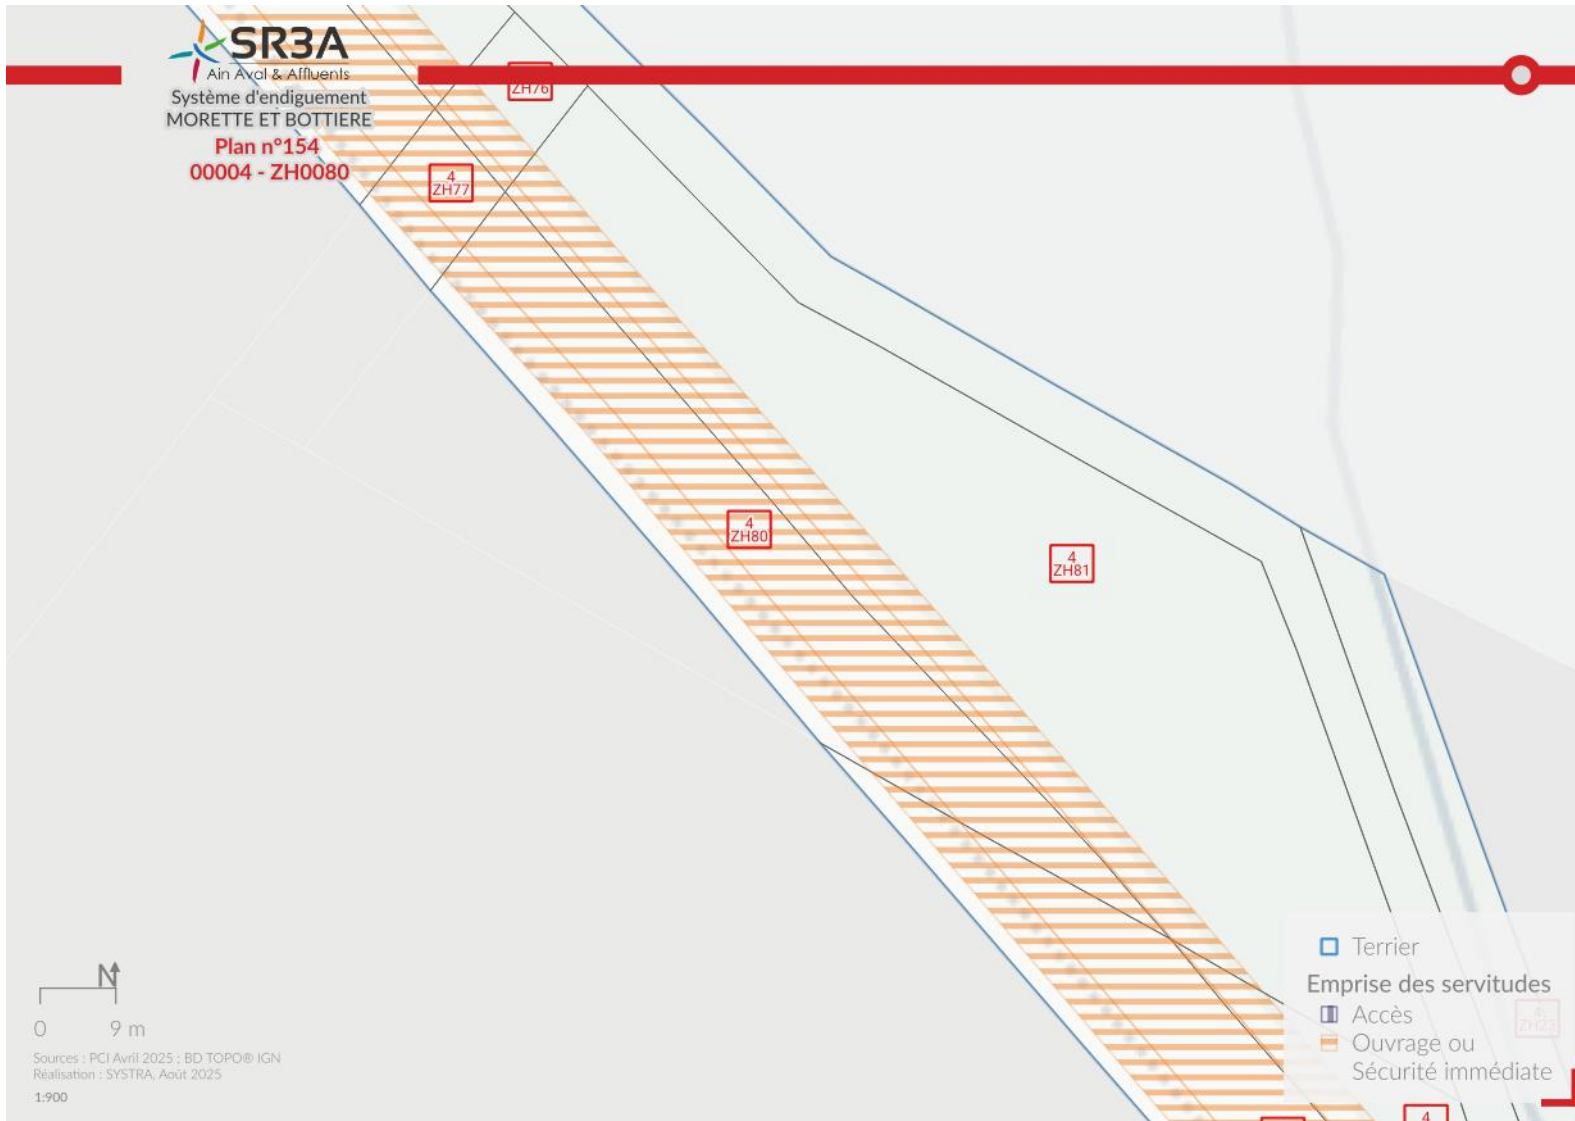 SR3A
Ain Aval & Affluents
Système d'endiguement
MORETTE ET BOTTIERE
Plan n°154
00004 - ZH0080
ZH76
4
ZH77
4
ZH80
4
ZH81
Terrier
Emprise des servitudes
Accès
Ouvrage ou
Sécurité immédiate
4
ZH23
4
N
0 9 m
Sources : PCI Avril 2025 ; BD TOPO® IGN
Réalisation : SYSTRA, Août 2025
1:900